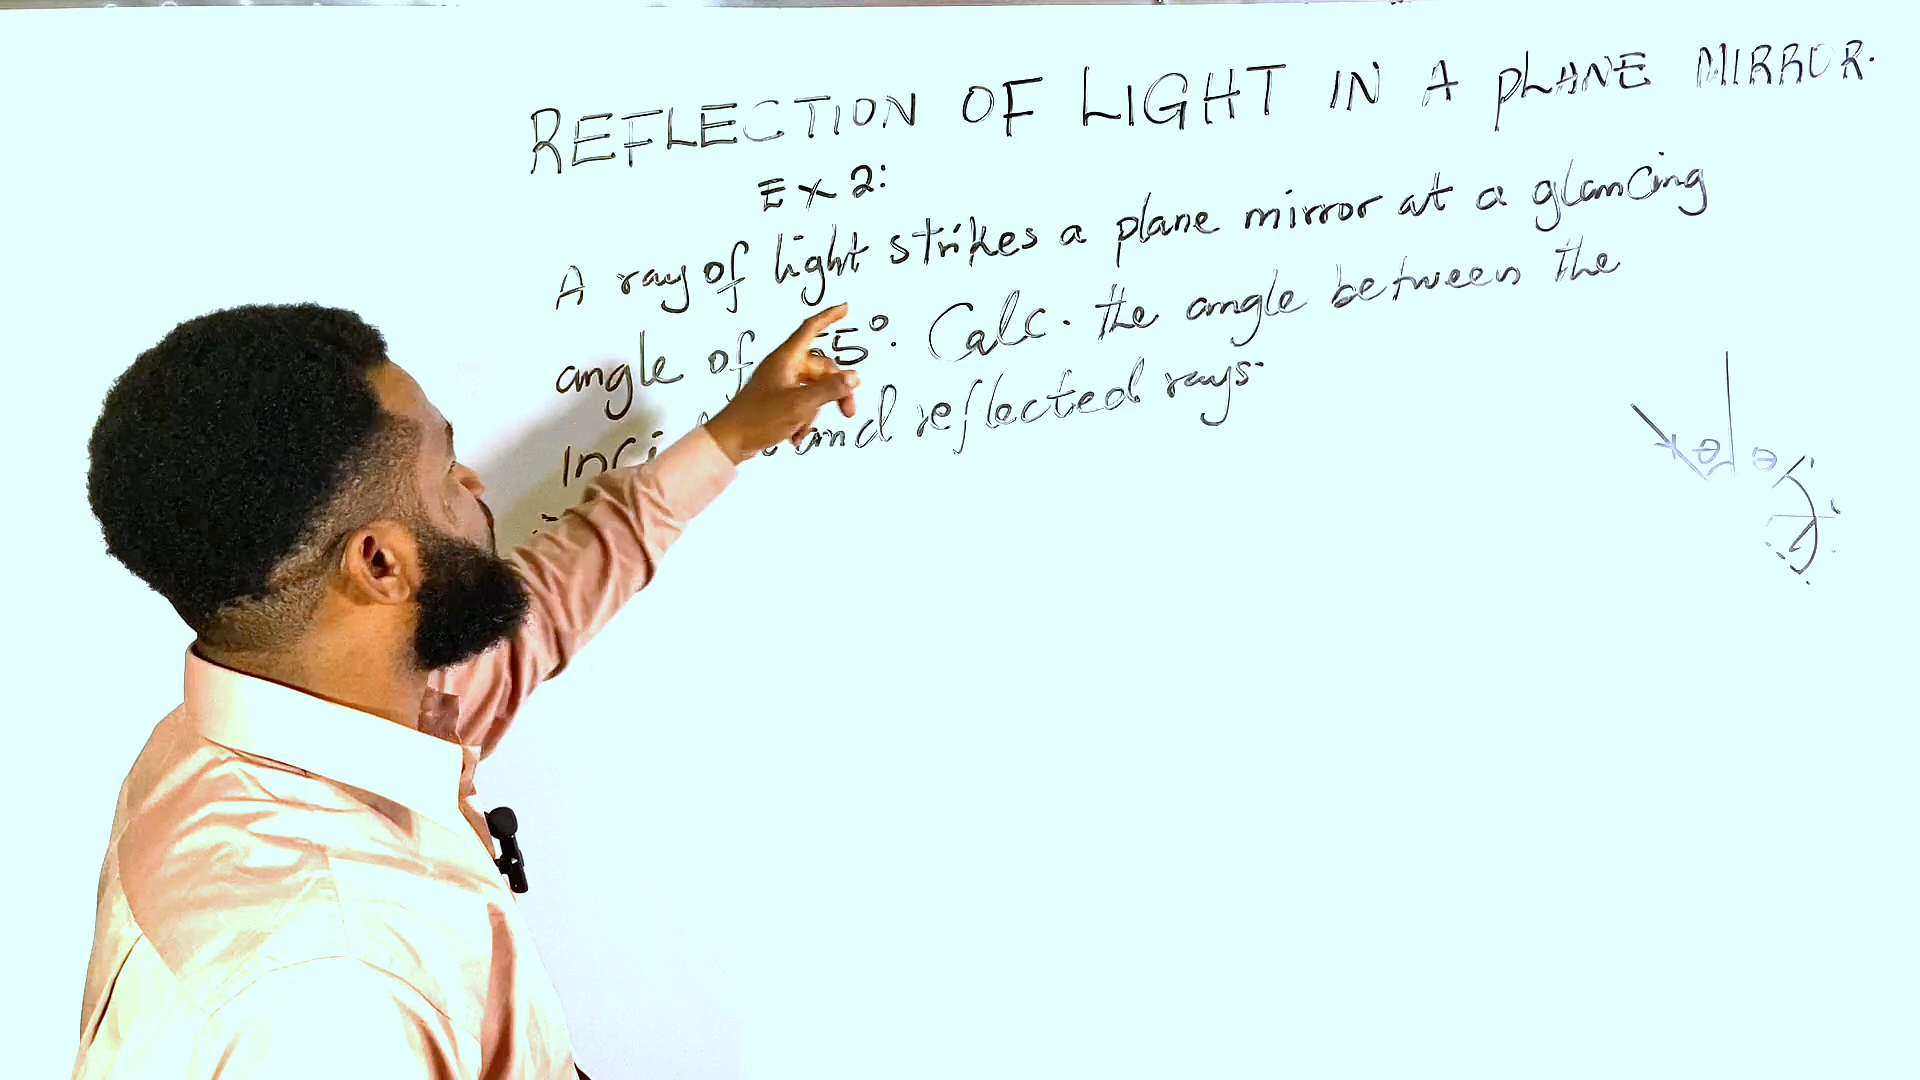 REFLECTION OF LIGHT IN A PLANE MIRROR.
Ex 2:
A ray of light strikes a plane mirror at a glancing
angle of 55°. Calc. the angle between the
and reflected rays.
θ θ